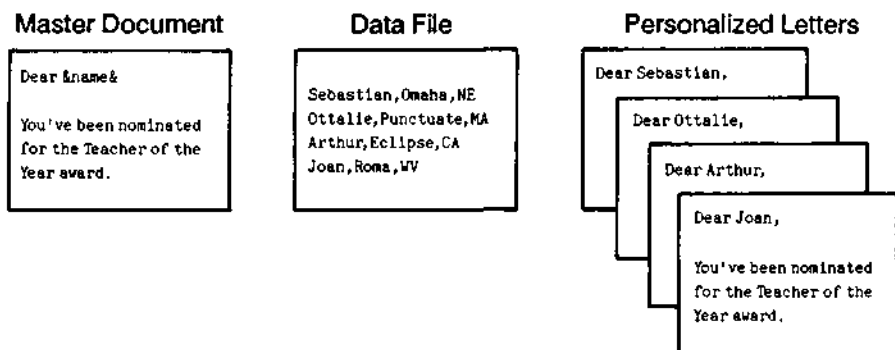 Master Document
Dear &name&
You've been nominated
for the Teacher of the
Year award.
Data File
Sebastian,Omaha,NE
Ottalie,Punctuate,MA
Arthur,Eclipse,CA
Joan,Roma,WV
Personalized Letters
Dear Sebastian,
Dear Ottalie,
Dear Arthur,
Dear Joan,
You've been nominated
for the Teacher of the
Year award.